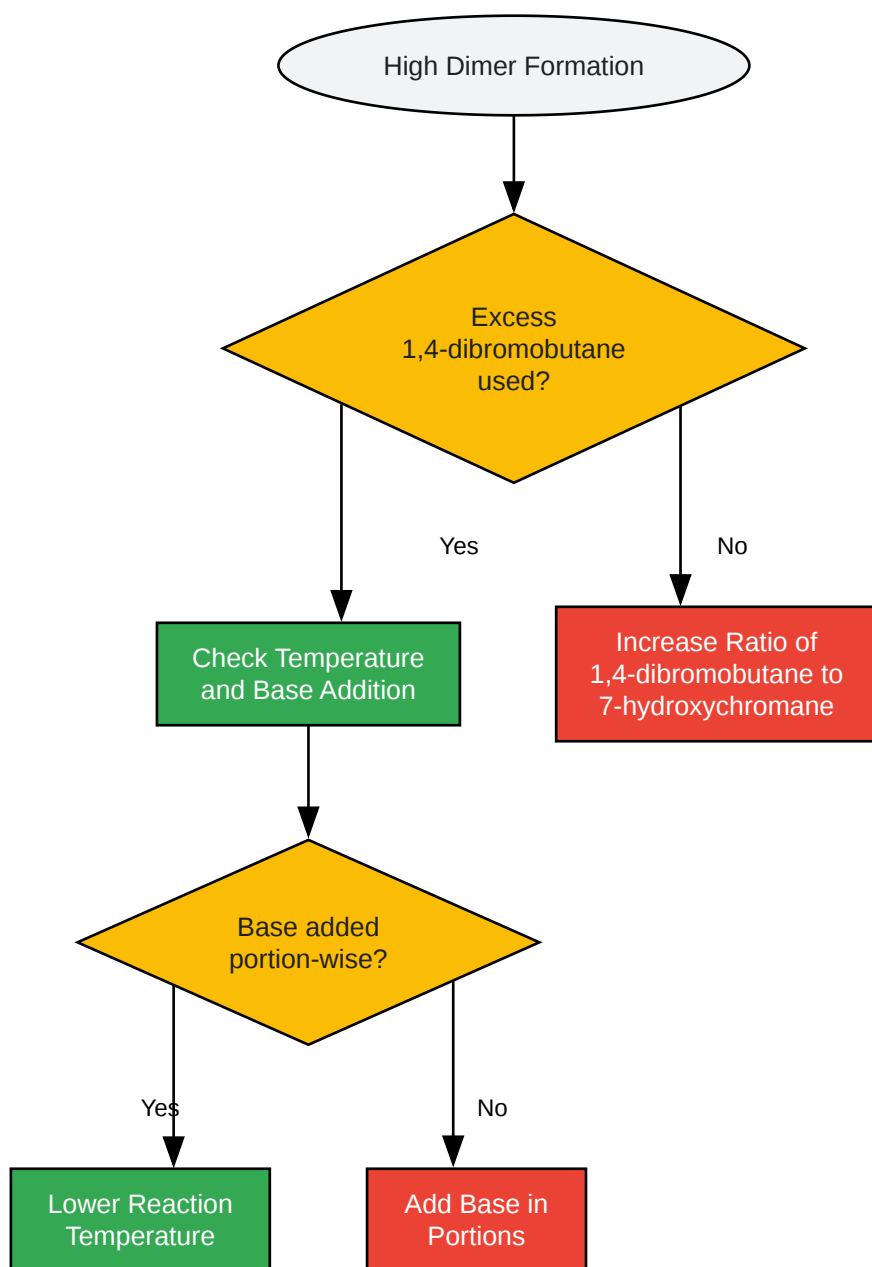 High Dimer Formation
Excess
1,4-dibromobutane
used?
Yes
No
Check Temperature
and Base Addition
Increase Ratio of
1,4-dibromobutane to
7-hydroxychromane
Base added
portion-wise?
Yes
No
Lower Reaction
Temperature
Add Base in
Portions